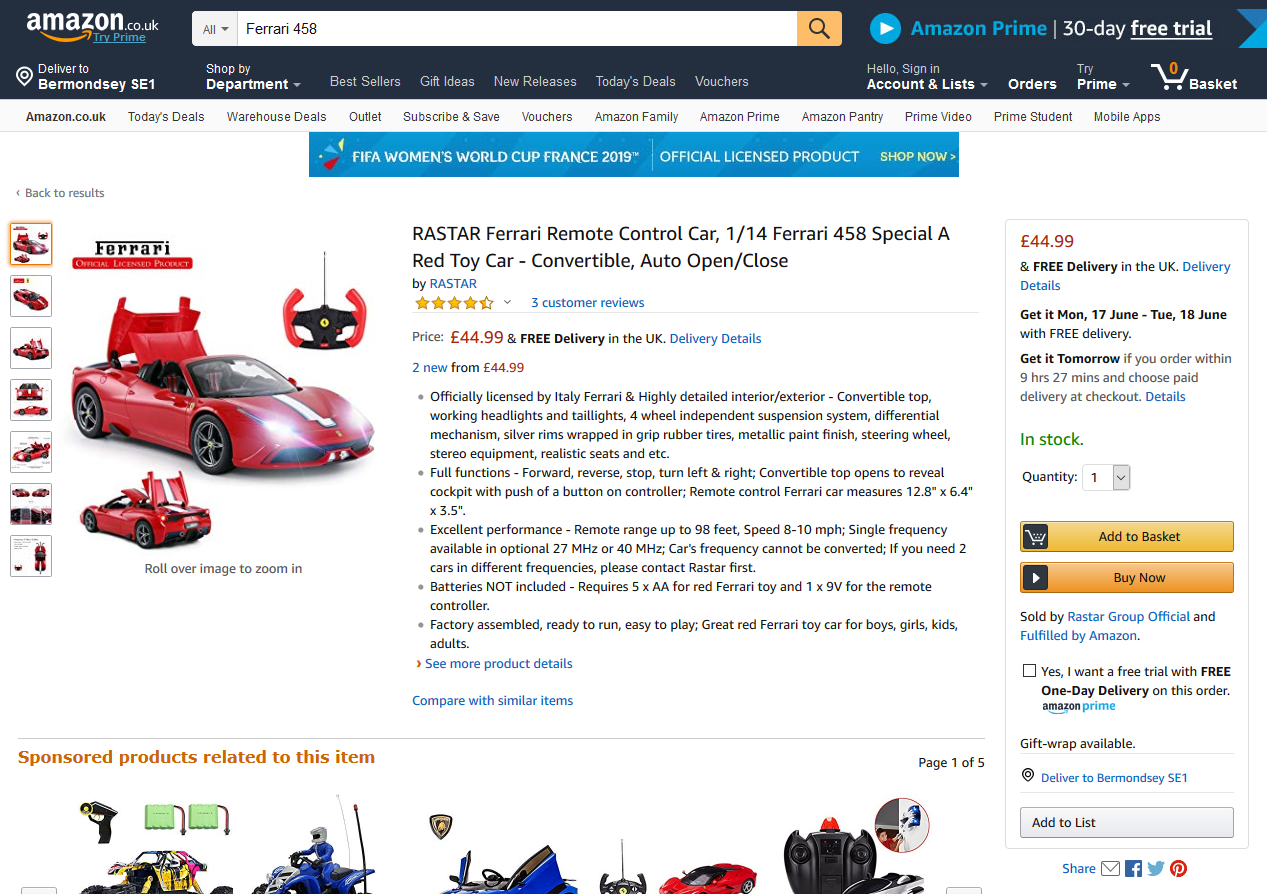 amazon.co.uk
Try Prime
All
Ferrari 458
Amazon Prime | 30-day free trial
Deliver to
Bermondsey SE1
Shop by
Department
Best Sellers
Gift Ideas
New Releases
Today's Deals
Vouchers
Hello, Sign in
Account & Lists
Orders
Try
Prime
0
Basket
Amazon.co.uk
Today's Deals
Warehouse Deals
Outlet
Subscribe & Save
Vouchers
Amazon Family
Amazon Prime
Amazon Pantry
Prime Video
Prime Student
Mobile Apps
FIFA WOMEN'S WORLD CUP FRANCE 2019™
OFFICIAL LICENSED PRODUCT
SHOP NOW >
‹ Back to results
Ferrari
OFFICIAL LICENSED PRODUCT
Roll over image to zoom in
RASTAR Ferrari Remote Control Car, 1/14 Ferrari 458 Special A
Red Toy Car - Convertible, Auto Open/Close
by RASTAR
3 customer reviews
Price: £44.99 & FREE Delivery in the UK. Delivery Details
2 new from £44.99
Officially licensed by Italy Ferrari & Highly detailed interior/exterior - Convertible top,
working headlights and taillights, 4 wheel independent suspension system, differential
mechanism, silver rims wrapped in grip rubber tires, metallic paint finish, steering wheel,
stereo equipment, realistic seats and etc.
Full functions - Forward, reverse, stop, turn left & right; Convertible top opens to reveal
cockpit with push of a button on controller; Remote control Ferrari car measures 12.8" x 6.4"
x 3.5".
Excellent performance - Remote range up to 98 feet, Speed 8-10 mph; Single frequency
available in optional 27 MHz or 40 MHz; Car's frequency cannot be converted; If you need 2
cars in different frequencies, please contact Rastar first.
Batteries NOT included - Requires 5 x AA for red Ferrari toy and 1 x 9V for the remote
controller.
Factory assembled, ready to run, easy to play; Great red Ferrari toy car for boys, girls, kids,
adults.
› See more product details
Compare with similar items
£44.99
& FREE Delivery in the UK. Delivery
Details
Get it Mon, 17 June - Tue, 18 June
with FREE delivery.
Get it Tomorrow if you order within
9 hrs 27 mins and choose paid
delivery at checkout. Details
In stock.
Quantity: 1
Add to Basket
Buy Now
Sold by Rastar Group Official and
Fulfilled by Amazon.
Yes, I want a free trial with FREE
One-Day Delivery on this order.
amazon prime
Gift-wrap available.
Deliver to Bermondsey SE1
Add to List
Share
Sponsored products related to this item
Page 1 of 5